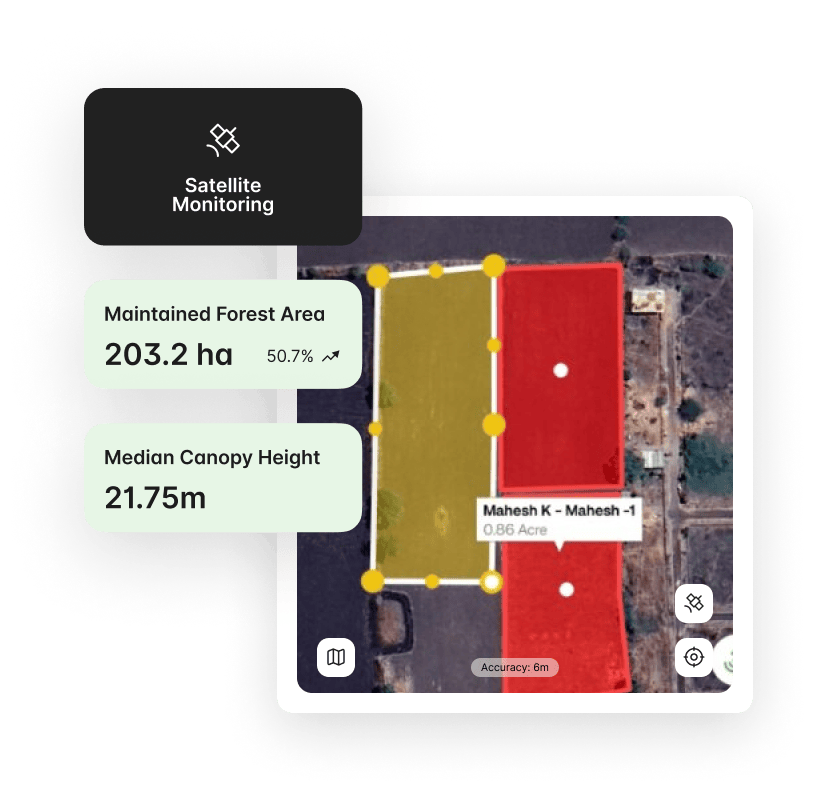 Satellite
Monitoring
Maintained Forest Area
203.2 ha 50.7%
Median Canopy Height
21.75m
Mahesh K - Mahesh -1
0.86 Acre
Accuracy: 6m